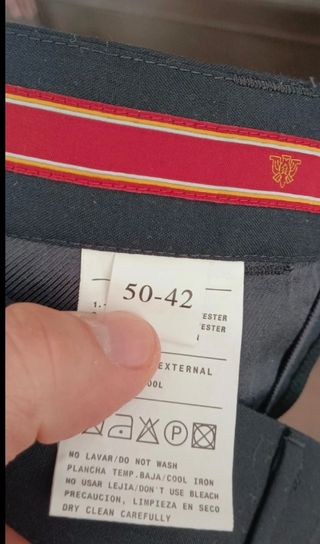 50-42
ESTER
ESTER
EXTERNAL
OOL
P
NO LAVAR/DO NOT WASH
PLANCHA TEMP.BAJA/COOL IRON
NO USAR LEJIA/DON'T USE BLEACH
PRECAUCION, LIMPIEZA EN SECO
DRY CLEAN CAREFULLY